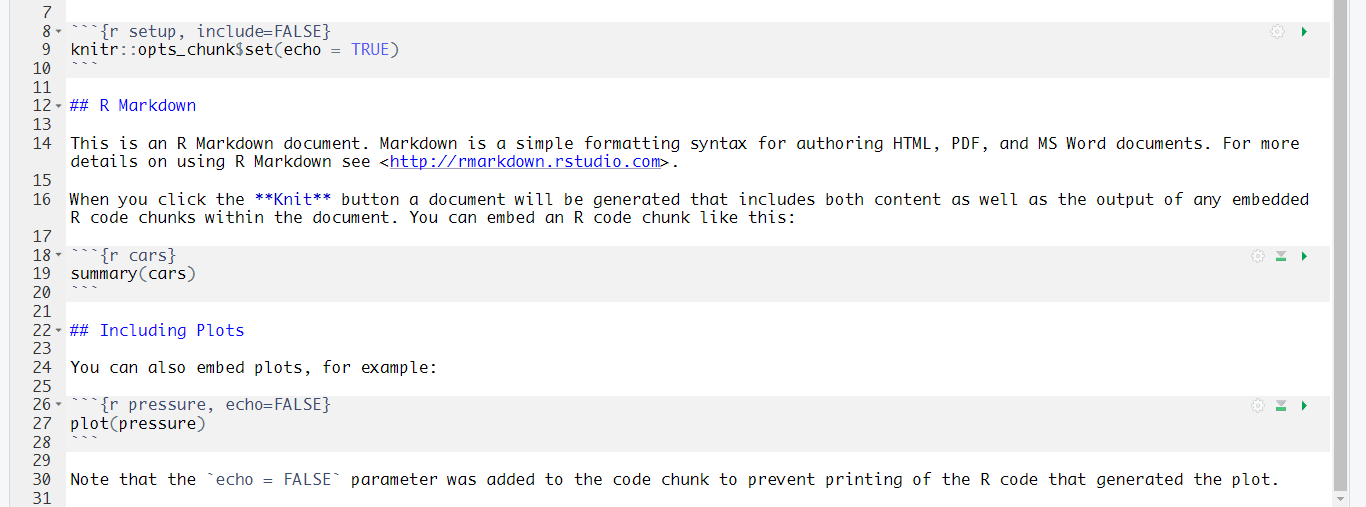 7
8 ```{r setup, include=FALSE}
9 knitr::opts_chunk$set(echo = TRUE)
10 ```
11
12 ## R Markdown
13
14 This is an R Markdown document. Markdown is a simple formatting syntax for authoring HTML, PDF, and MS Word documents. For more
details on using R Markdown see <http://rmarkdown.rstudio.com>.
15
16 When you click the **Knit** button a document will be generated that includes both content as well as the output of any embedded
R code chunks within the document. You can embed an R code chunk like this:
17
18 ```{r cars}
19 summary(cars)
20 ```
21
22 ## Including Plots
23
24 You can also embed plots, for example:
25
26 ```{r pressure, echo=FALSE}
27 plot(pressure)
28 ```
29
30 Note that the `echo = FALSE` parameter was added to the code chunk to prevent printing of the R code that generated the plot.
31